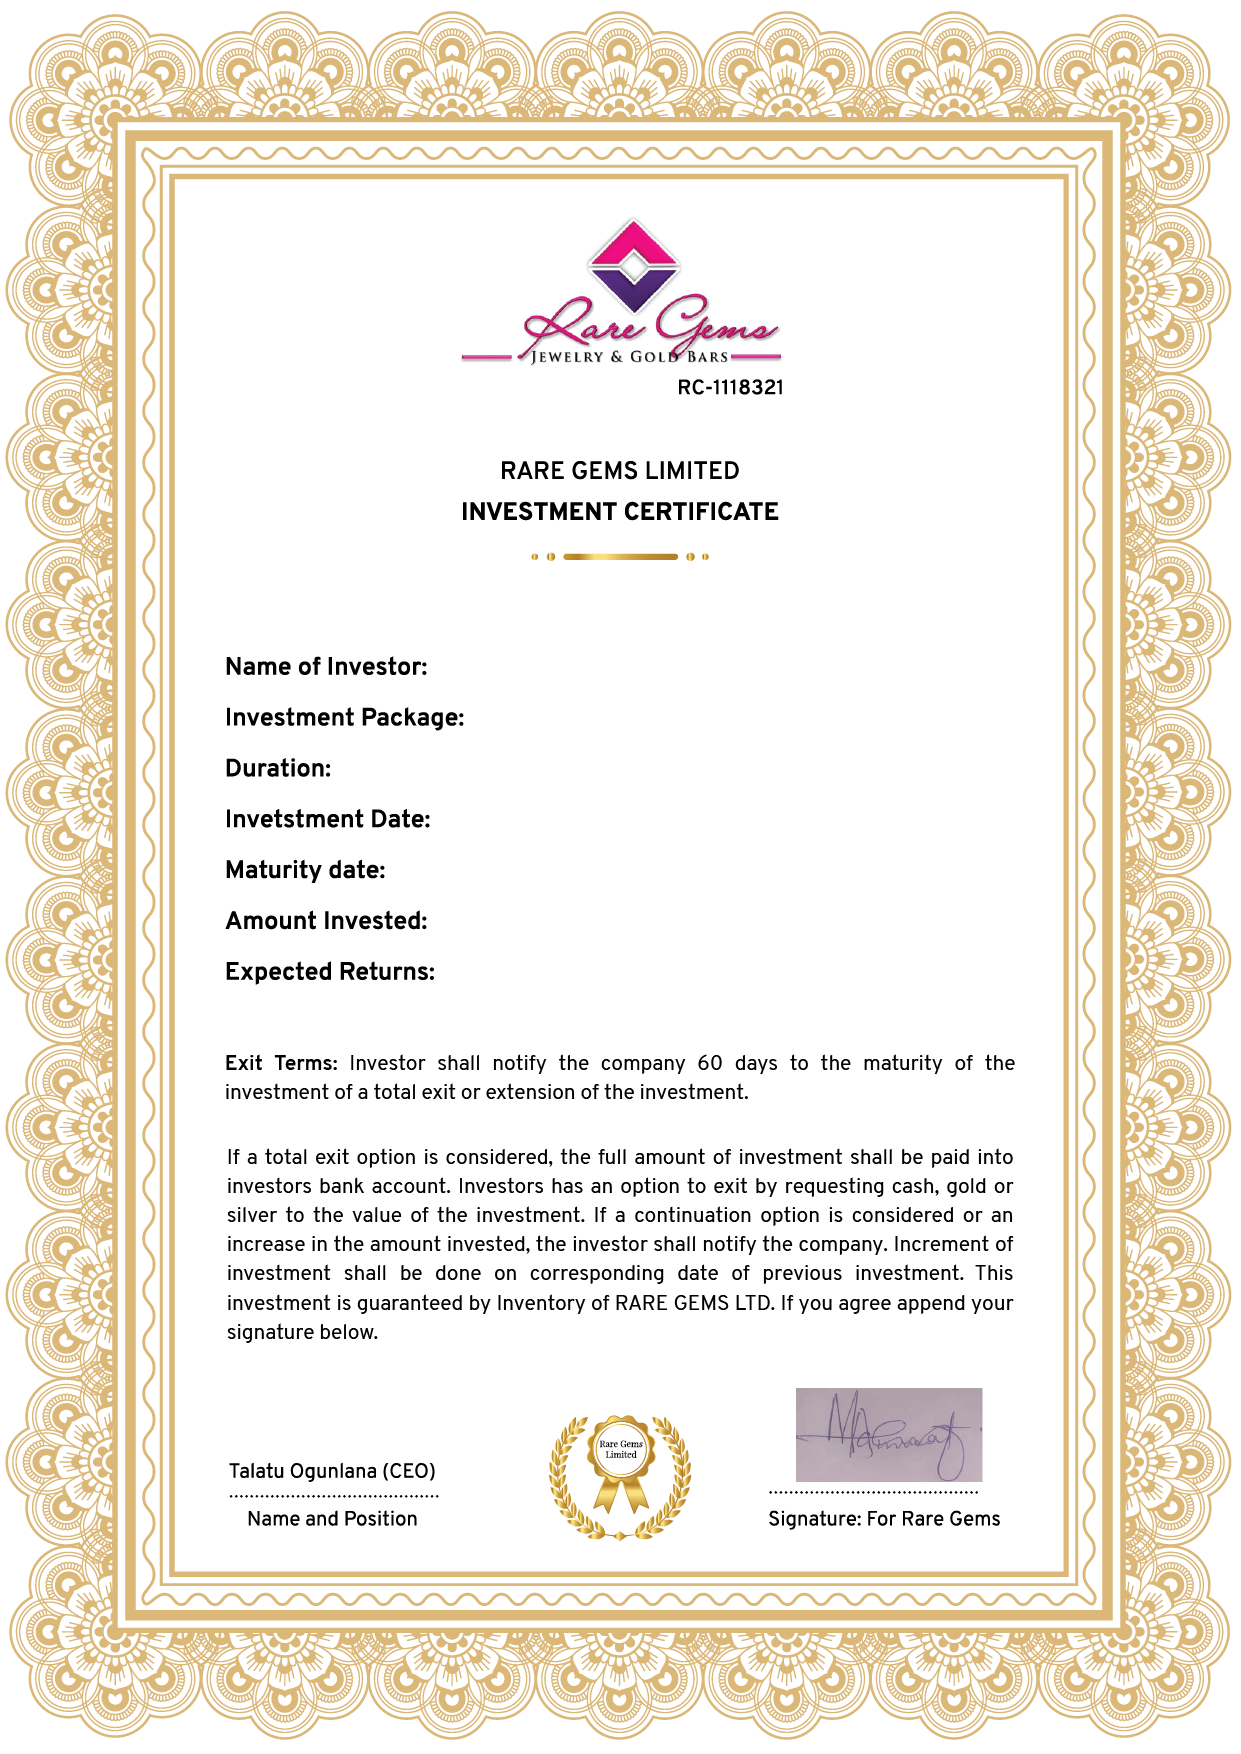 Rare Gems
JEWELRY & GOLD BARS
RC-1118321
RARE GEMS LIMITED
INVESTMENT CERTIFICATE
Name of Investor:
Investment Package:
Duration:
Invetstment Date:
Maturity date:
Amount Invested:
Expected Returns:
Exit Terms: Investor shall notify the company 60 days to the maturity of the
investment of a total exit or extension of the investment.
If a total exit option is considered, the full amount of investment shall be paid into
investors bank account. Investors has an option to exit by requesting cash, gold or
silver to the value of the investment. If a continuation option is considered or an
increase in the amount invested, the investor shall notify the company. Increment of
investment shall be done on corresponding date of previous investment. This
investment is guaranteed by Inventory of RARE GEMS LTD. If you agree append your
signature below.
Rare Gems
Limited
Talatu Ogunlana (CEO)
Name and Position
Signature: For Rare Gems